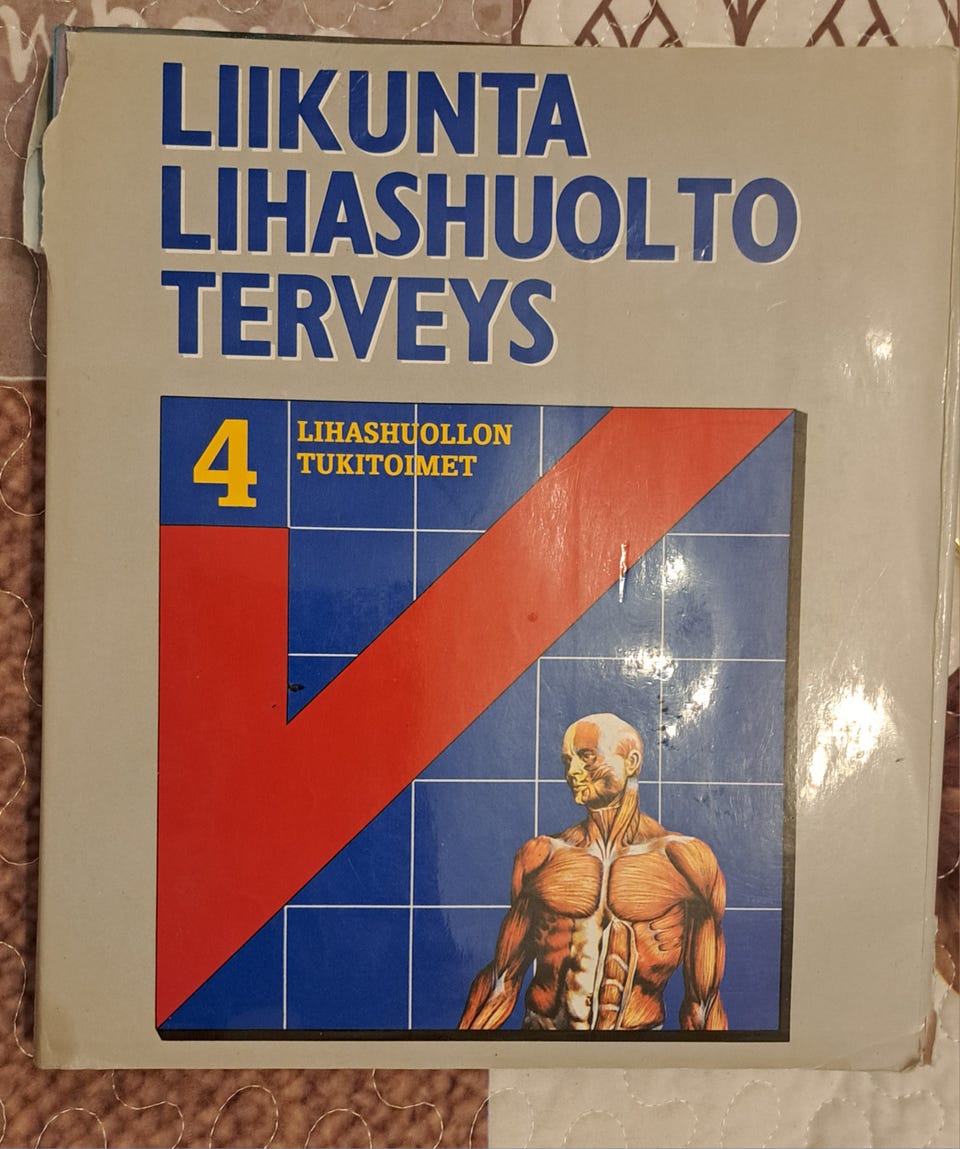 LIIKUNTA
LIHASHUOLTO
TERVEYS
4
LIHASHUOLLON
TUKITOIMET